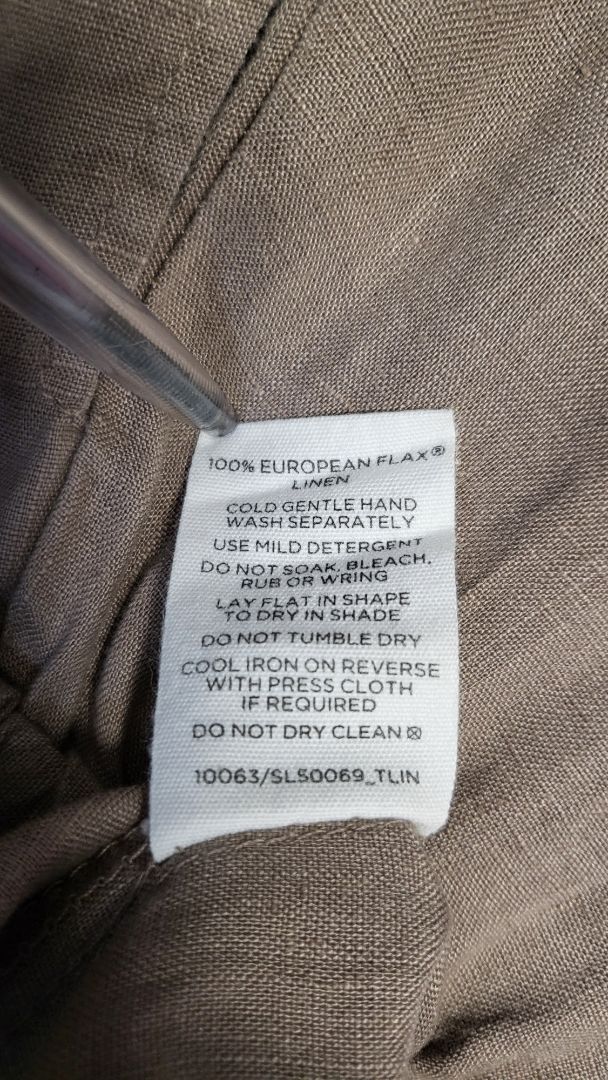 100% EUROPEAN FLAX®
LINEN
COLD GENTLE HAND
WASH SEPARATELY
USE MILD DETERGENT
DO NOT SOAK, BLEACH,
RUB OR WRING
LAY FLAT IN SHAPE
TO DRY IN SHADE
DO NOT TUMBLE DRY
COOL IRON ON REVERSE
WITH PRESS CLOTH
IF REQUIRED
DO NOT DRY CLEAN
10063/SL50069_TLIN